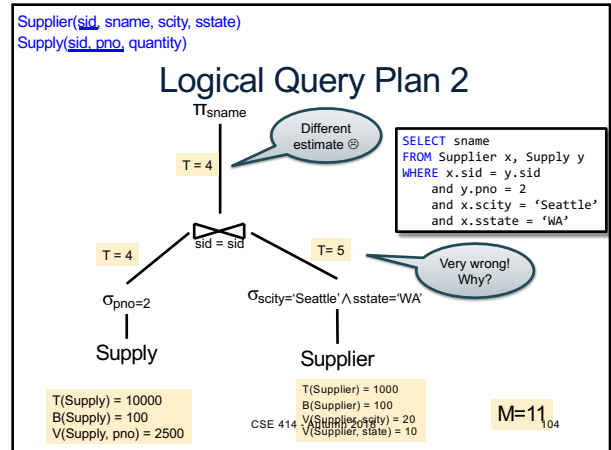 Supplier(sid, sname, scity, sstate)
Supply(sid, pno, quantity)
Logical Query Plan 2
Πsname
Different
estimate ☹
T = 4
SELECT sname
FROM Supplier x, Supply y
WHERE x.sid = y.sid
and y.pno = 2
and x.scity = ‘Seattle’
and x.sstate = ‘WA’
sid = sid
T = 4
T= 5
Very wrong!
Why?
σpno=2
σscity=‘Seattle’∧sstate=‘WA’
Supply
Supplier
T(Supply) = 10000
B(Supply) = 100
V(Supply, pno) = 2500
T(Supplier) = 1000
B(Supplier) = 100
V(Supplier, scity) = 20
V(Supplier, state) = 10
CSE 414 - Autumn 2018
M=11
104